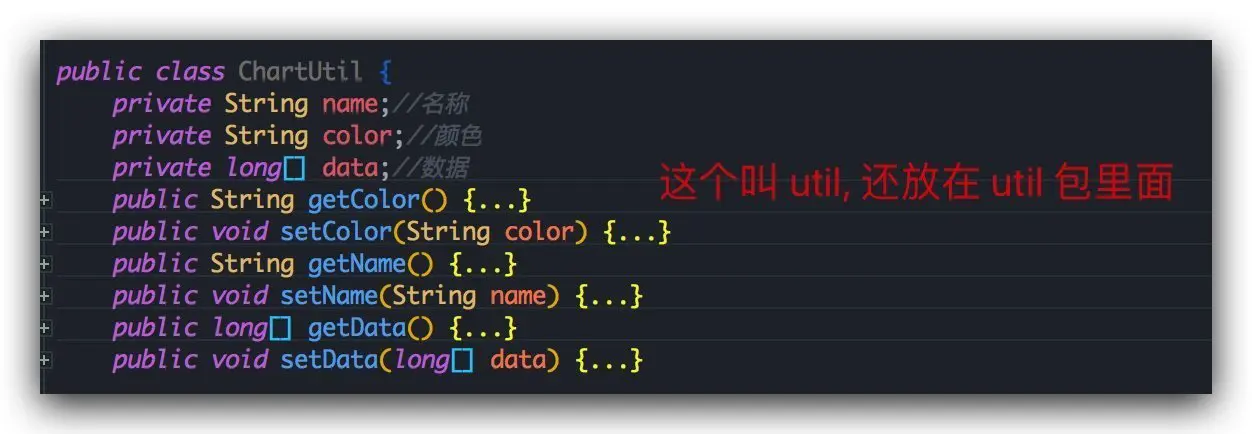 public class ChartUtil {
private String name;//名称
private String color;//颜色
private long[] data;//数据
这个叫 util, 还放在 util 包里面
public String getColor() {...}
public void setColor(String color) {...}
public String getName() {...}
public void setName(String name) {...}
public long[] getData() {...}
public void setData(long[] data) {...}